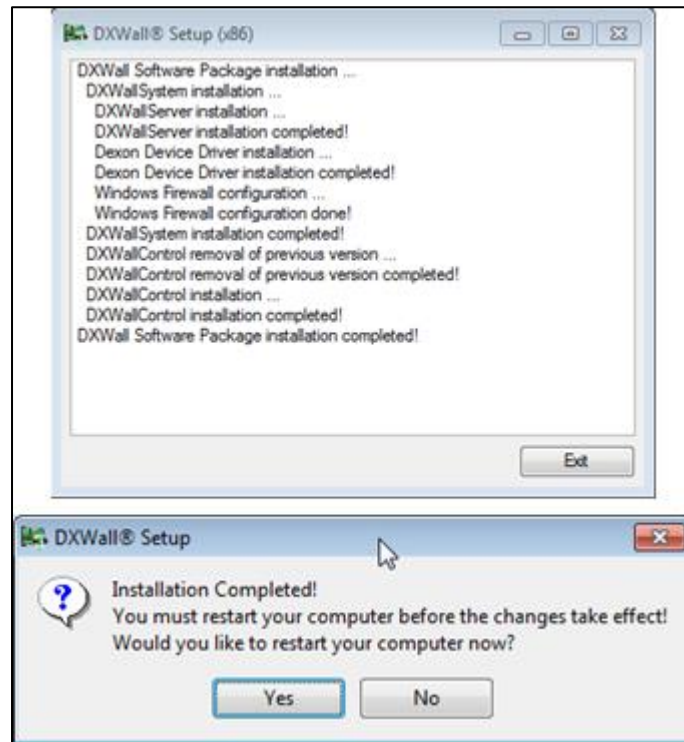 DXWall® Setup (x86)
DXWall Software Package installation ...
DXWallSystem installation ...
DXWallServer installation ...
DXWallServer installation completed!
Dexon Device Driver installation ...
Dexon Device Driver installation completed!
Windows Firewall configuration ...
Windows Firewall configuration done!
DXWallSystem installation completed!
DXWallControl removal of previous version ...
DXWallControl removal of previous version completed!
DXWallControl installation ...
DXWallControl installation completed!
DXWall Software Package installation completed!
Exit
DXWall® Setup
Installation Completed!
You must restart your computer before the changes take effect!
Would you like to restart your computer now?
Yes No